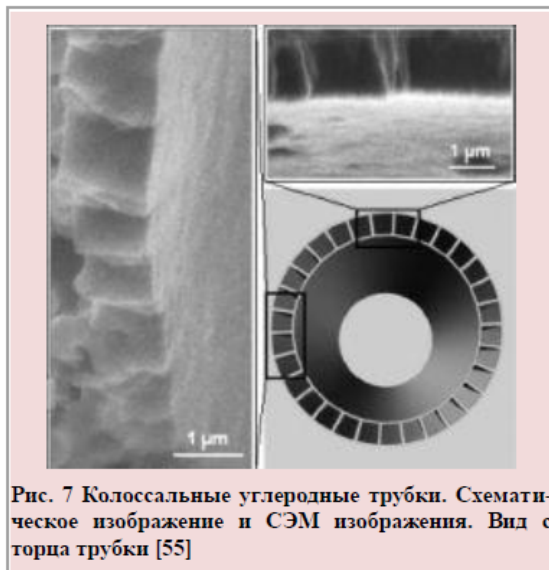 1 µm
1 µm
Рис. 7 Колоссальные углеродные трубки. Схемати-
ческое изображение и СЭМ изображения. Вид с
торца трубки [55]